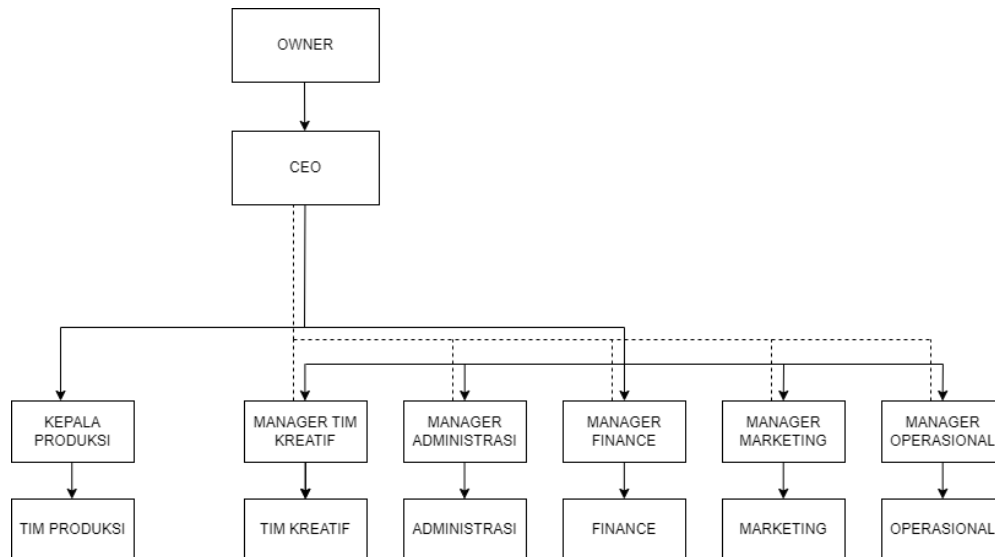 OWNER
CEO
KEPALA
PRODUKSI
MANAGER TIM
KREATIF
MANAGER
ADMINISTRASI
MANAGER
FINANCE
MANAGER
MARKETING
MANAGER
OPERASIONAL
TIM PRODUKSI
TIM KREATIF
ADMINISTRASI
FINANCE
MARKETING
OPERASIONAL